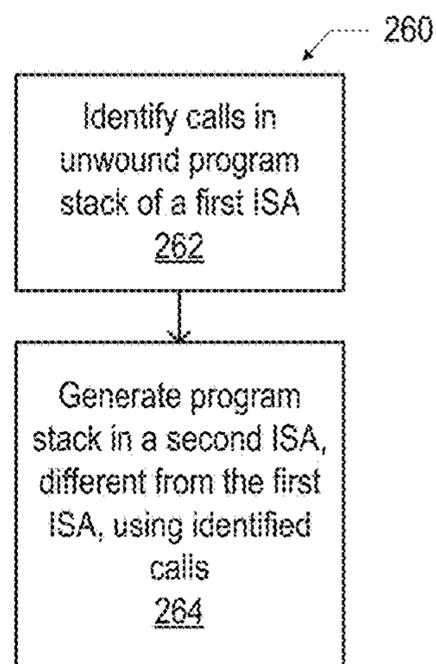 260
Identify calls in
unwound program
stack of a first ISA
262
Generate program
stack in a second ISA,
different from the first
ISA, using identified
calls
264